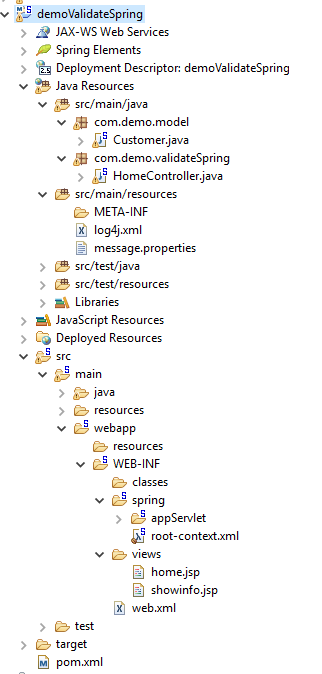 demoValidateSpring
JAX-WS Web Services
Spring Elements
Deployment Descriptor: demoValidateSpring
Java Resources
src/main/java
com.demo.model
Customer.java
com.demo.validateSpring
HomeController.java
src/main/resources
META-INF
log4j.xml
message.properties
src/test/java
src/test/resources
Libraries
JavaScript Resources
Deployed Resources
src
main
java
resources
webapp
resources
WEB-INF
classes
spring
appServlet
root-context.xml
views
home.jsp
showinfo.jsp
web.xml
test
target
pom.xml